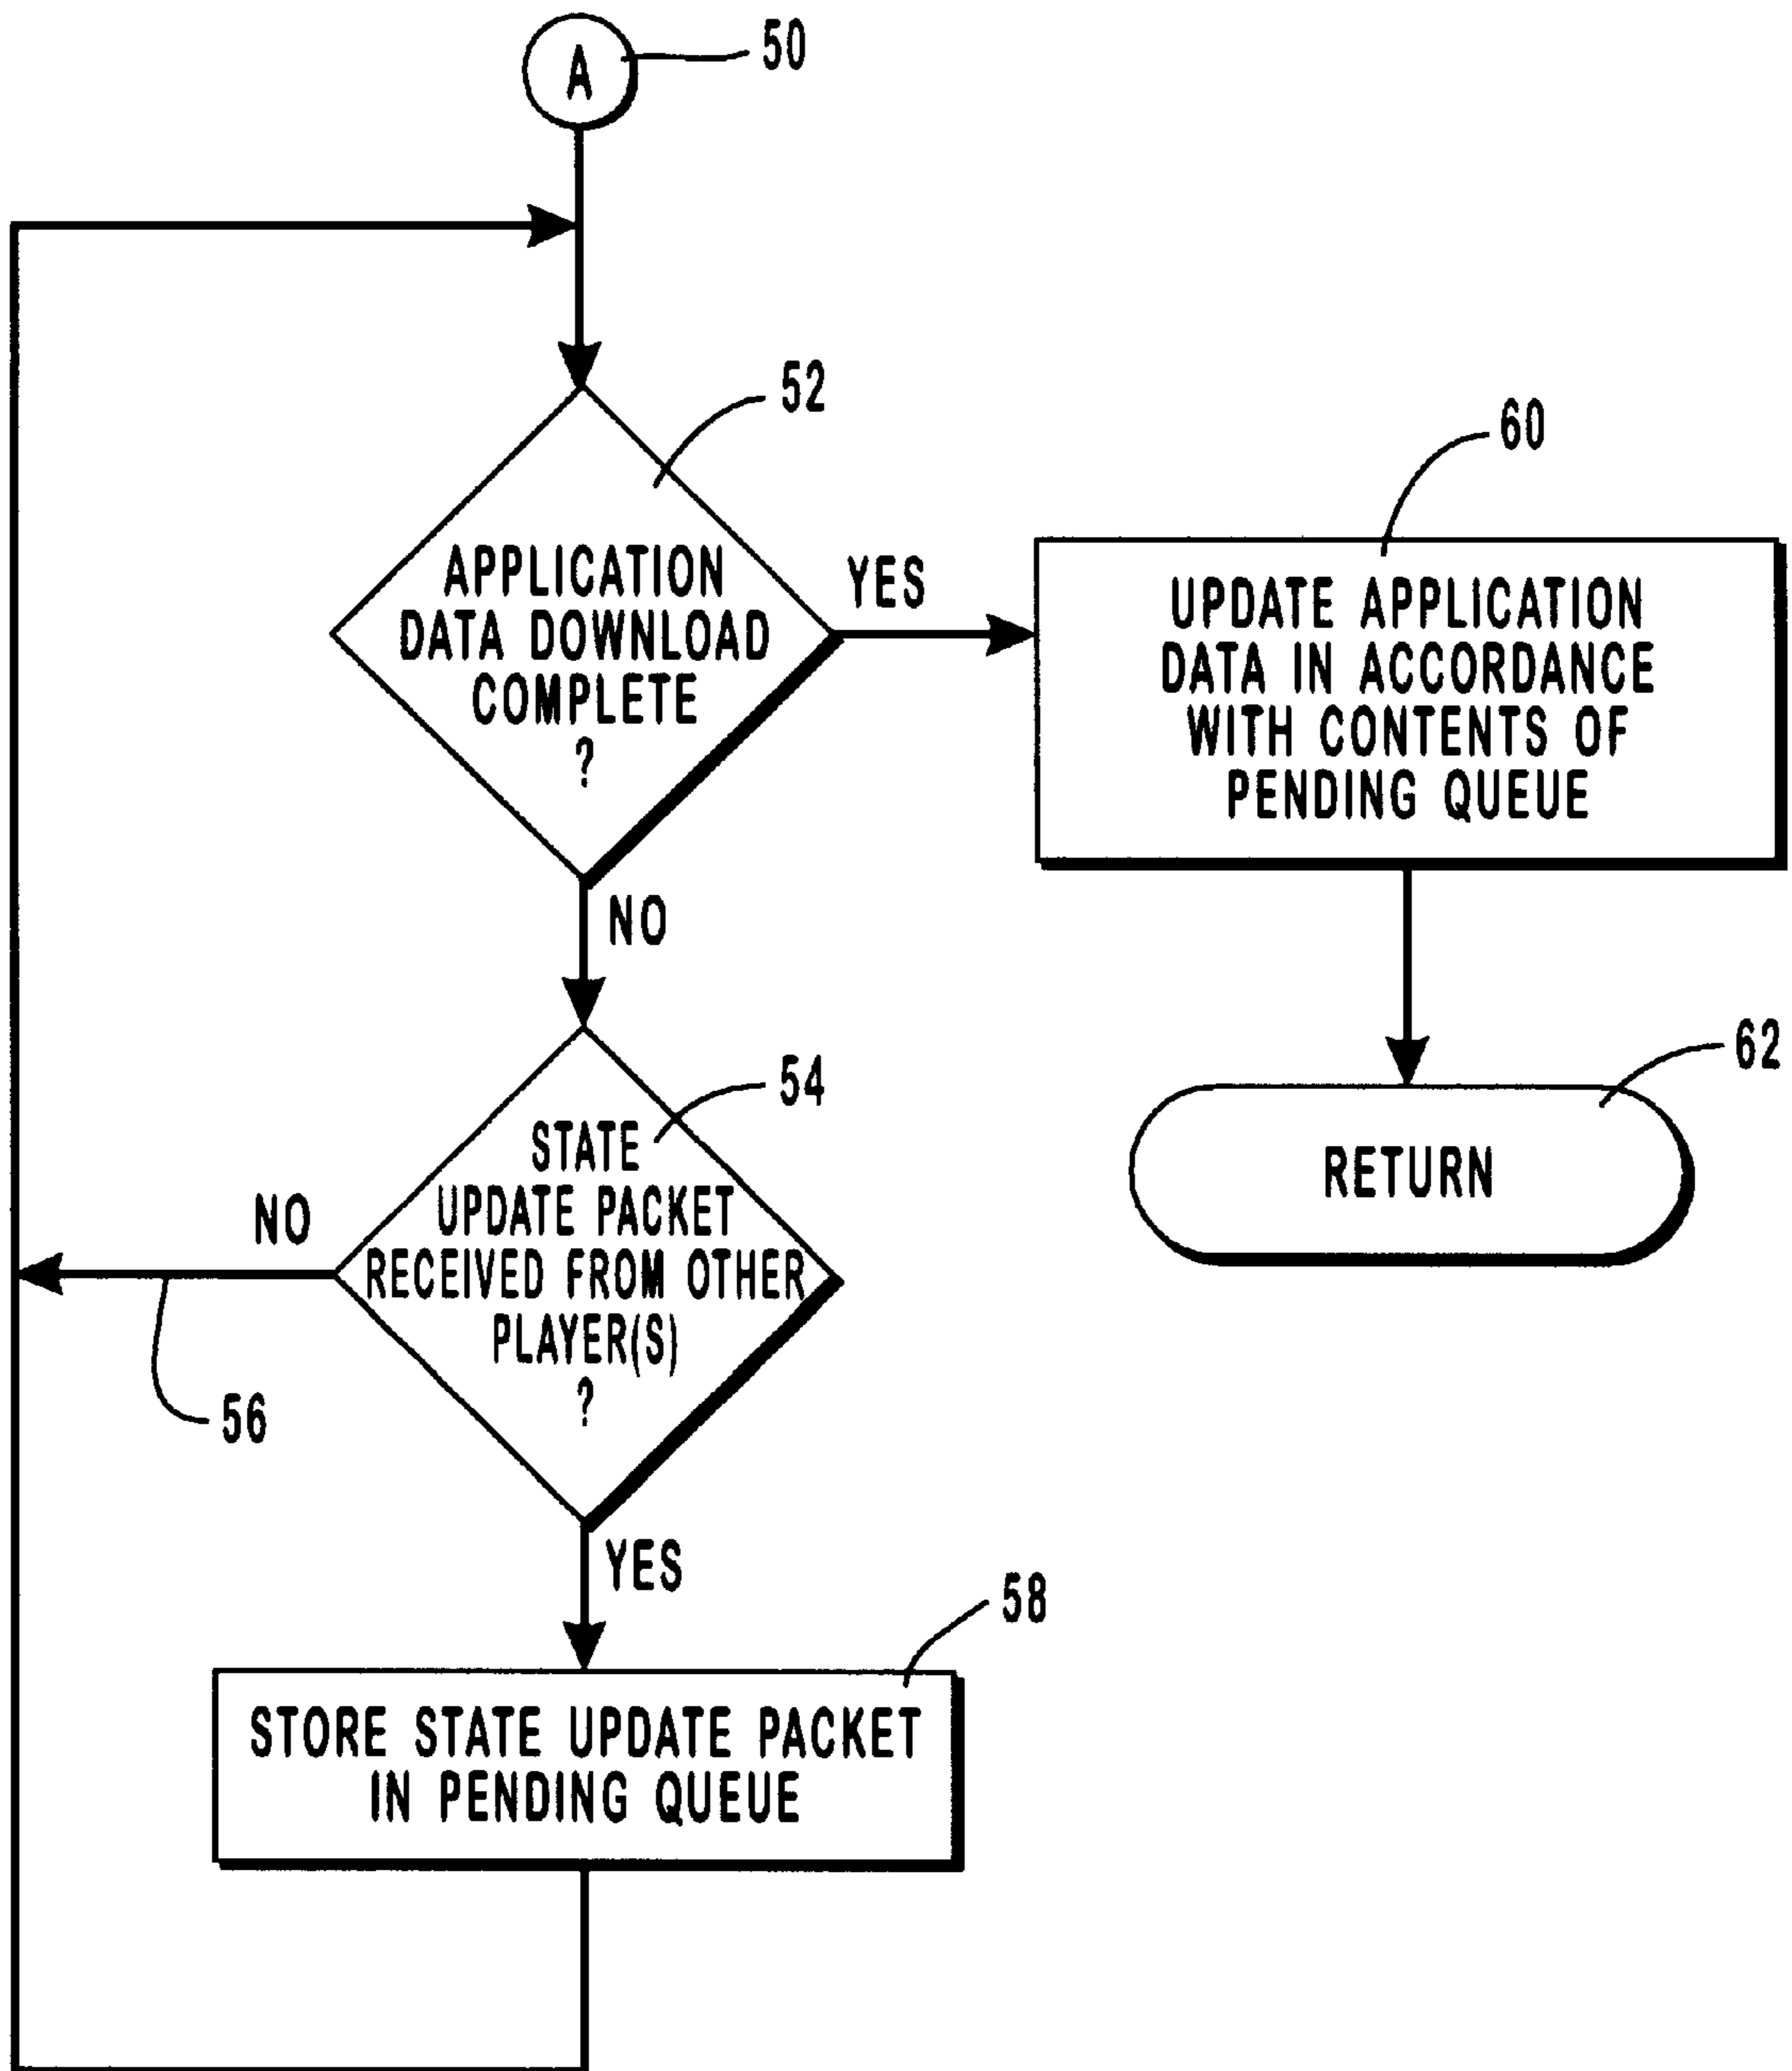 A
50
52
APPLICATION
DATA DOWNLOAD
COMPLETE
?
YES
60
UPDATE APPLICATION
DATA IN ACCORDANCE
WITH CONTENTS OF
PENDING QUEUE
NO
54
STATE
UPDATE PACKET
RECEIVED FROM OTHER
PLAYER(S)
?
62
RETURN
NO
56
YES
58
STORE STATE UPDATE PACKET
IN PENDING QUEUE